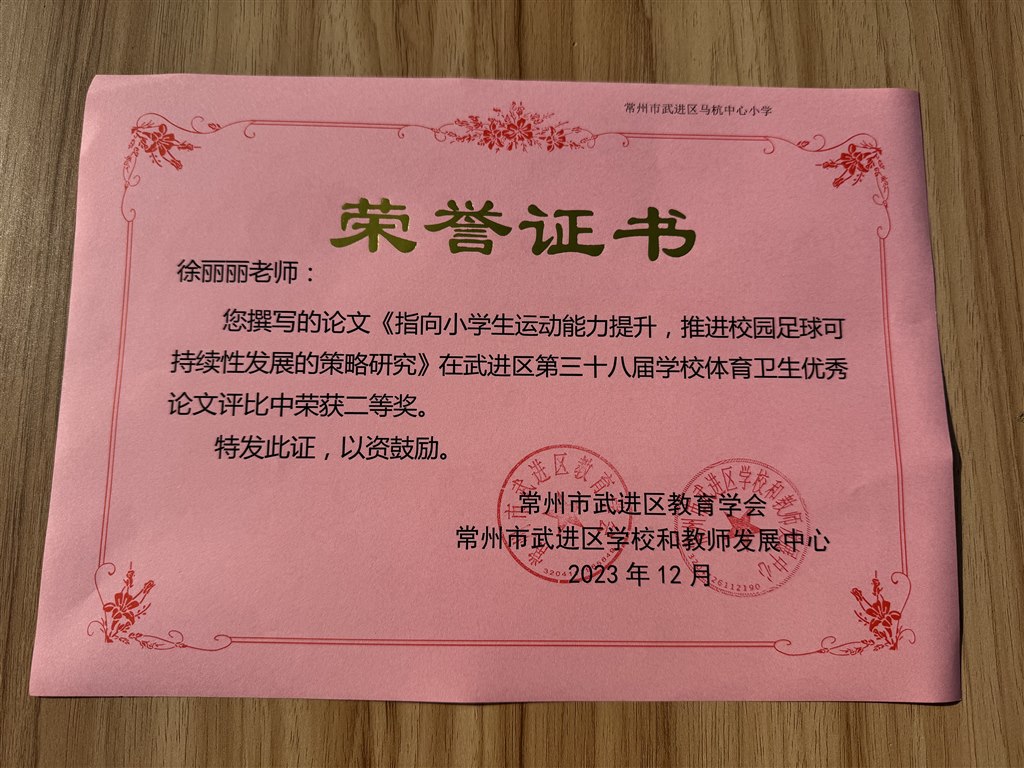 常州市武进区马杭中心小学
荣誉证书
徐丽丽老师：
您撰写的论文《指向小学生运动能力提升，推进校园足球可
持续性发展的策略研究》在武进区第三十八届学校体育卫生优秀
论文评比中荣获二等奖。
特发此证，以资鼓励。
常州市武进区教育学会
常州市武进区学校和教师发展中心
2023 年 12 月